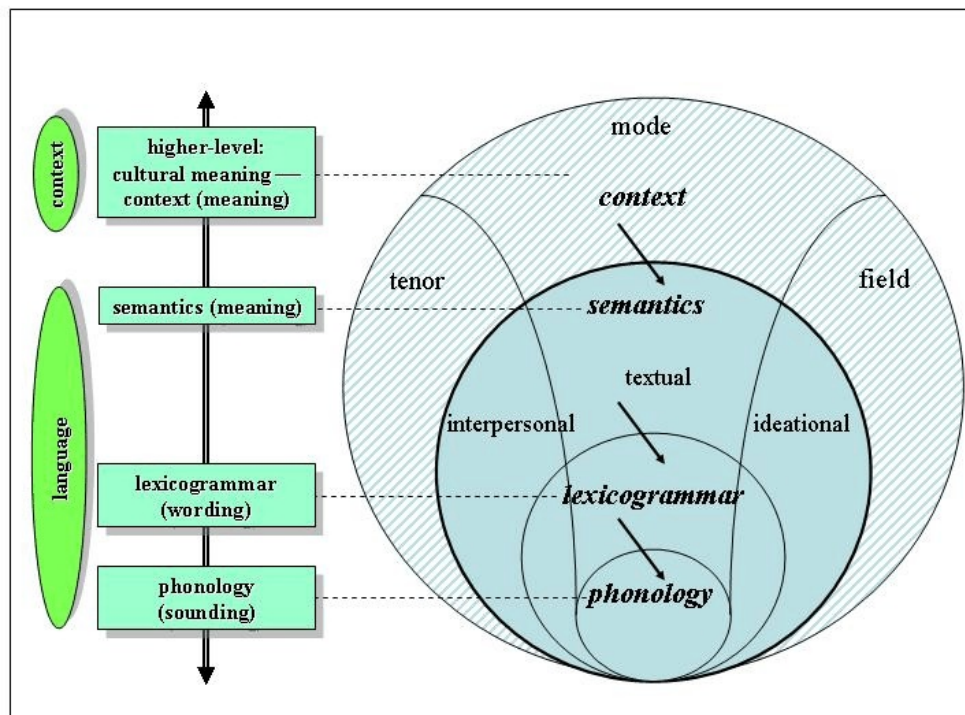 context
higher-level:
cultural meaning —
context (meaning)
semantics (meaning)
language
lexicogrammar
(wording)
phonology
(sounding)
mode
context
tenor
field
semantics
textual
interpersonal
ideational
lexicogrammar
phonology